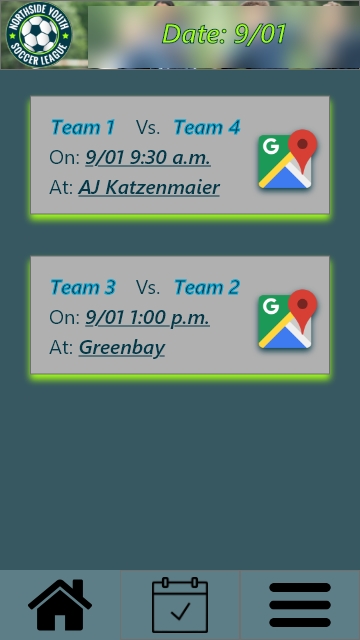 NORTHSIDE YOUTH
SOCCER LEAGUE
Date: 9/01
Team 1 Vs. Team 4
On: 9/01 9:30 a.m.
At: AJ Katzenmaier
G
Team 3 Vs. Team 2
On: 9/01 1:00 p.m.
At: Greenbay
G